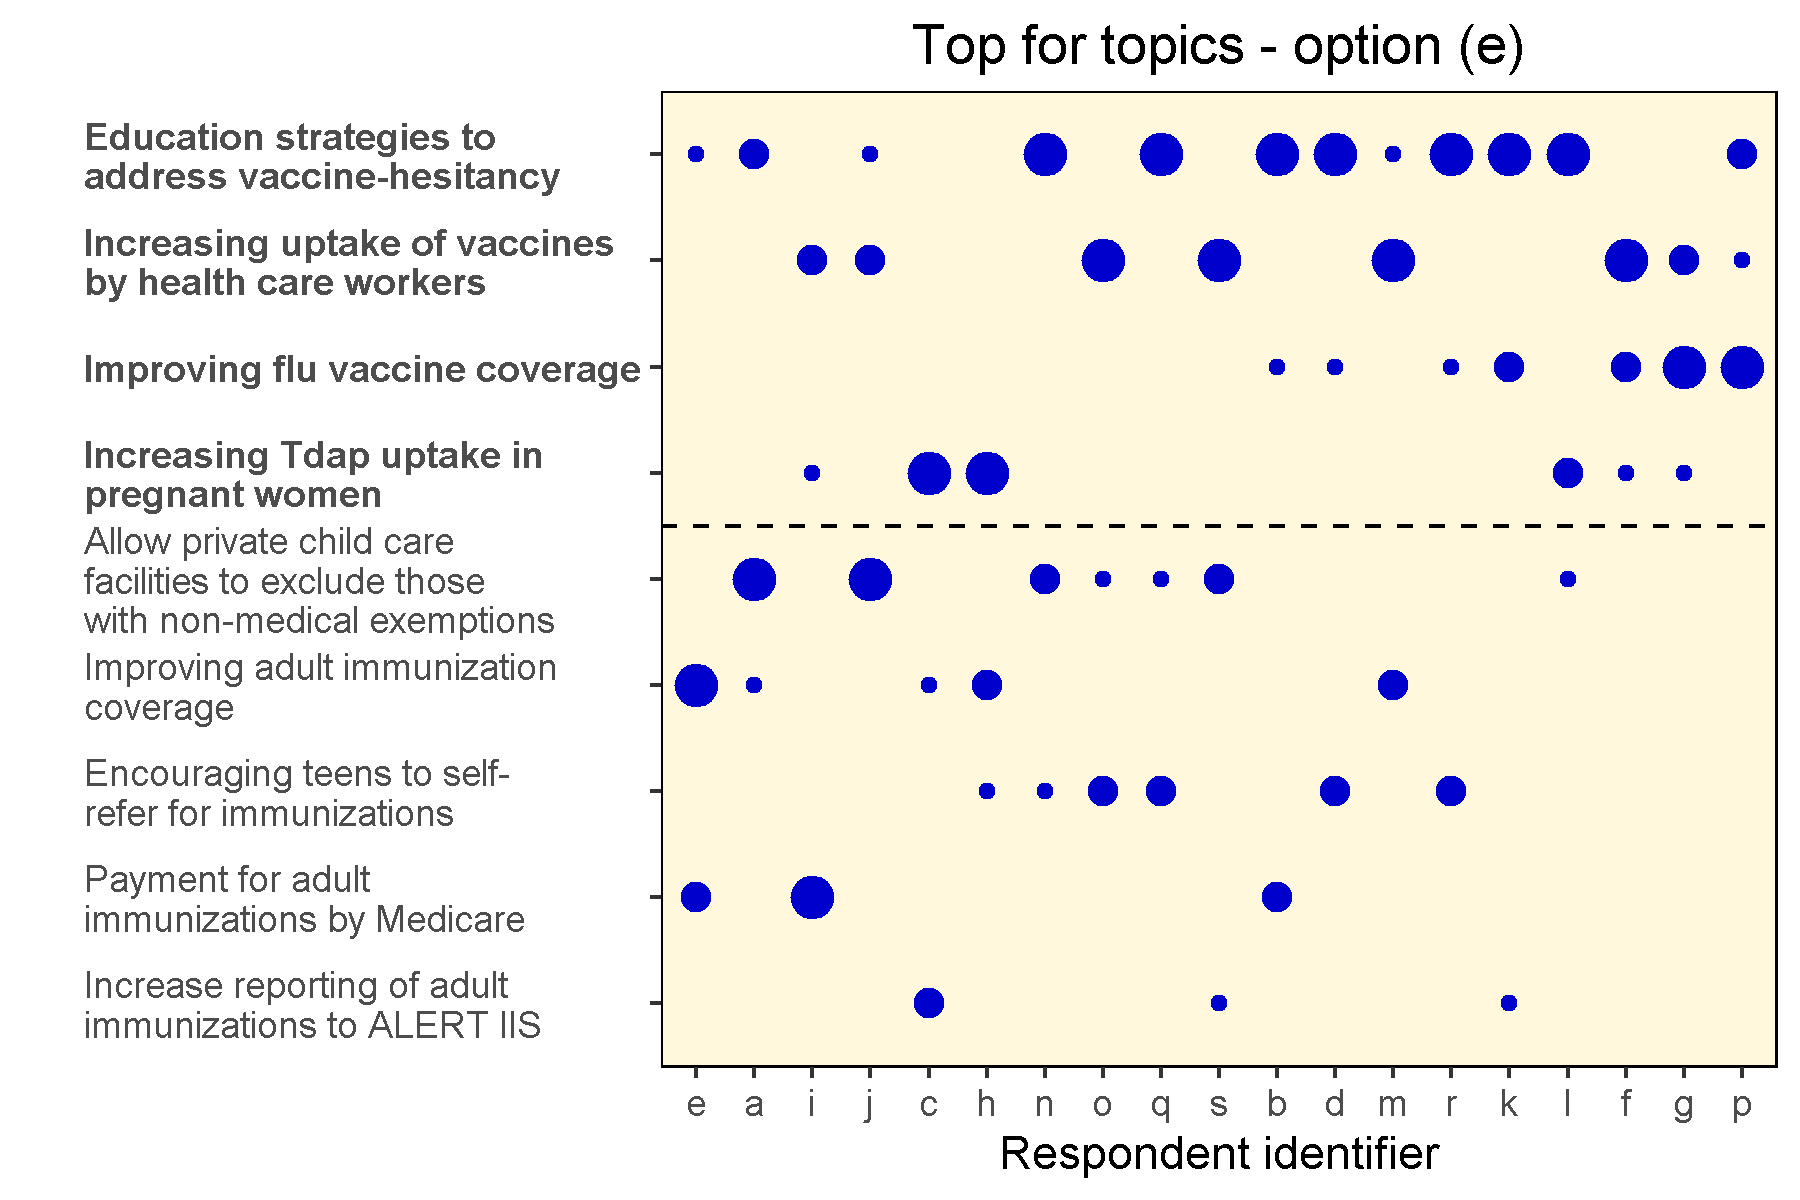 Top for topics - option (e)
Education strategies to
address vaccine-hesitancy
Increasing uptake of vaccines
by health care workers
Improving flu vaccine coverage
Increasing Tdap uptake in
pregnant women
Allow private child care
facilities to exclude those
with non-medical exemptions
Improving adult immunization
coverage
Encouraging teens to self-
refer for immunizations
Payment for adult
immunizations by Medicare
Increase reporting of adult
immunizations to ALERT IIS
e a i j c h n o q s b d m r k l f g p
Respondent identifier